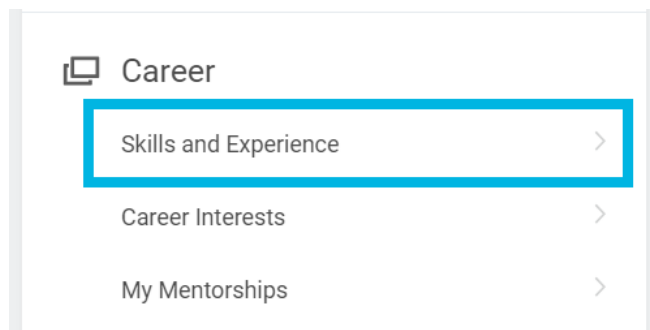 Career
Skills and Experience
Career Interests
My Mentorships